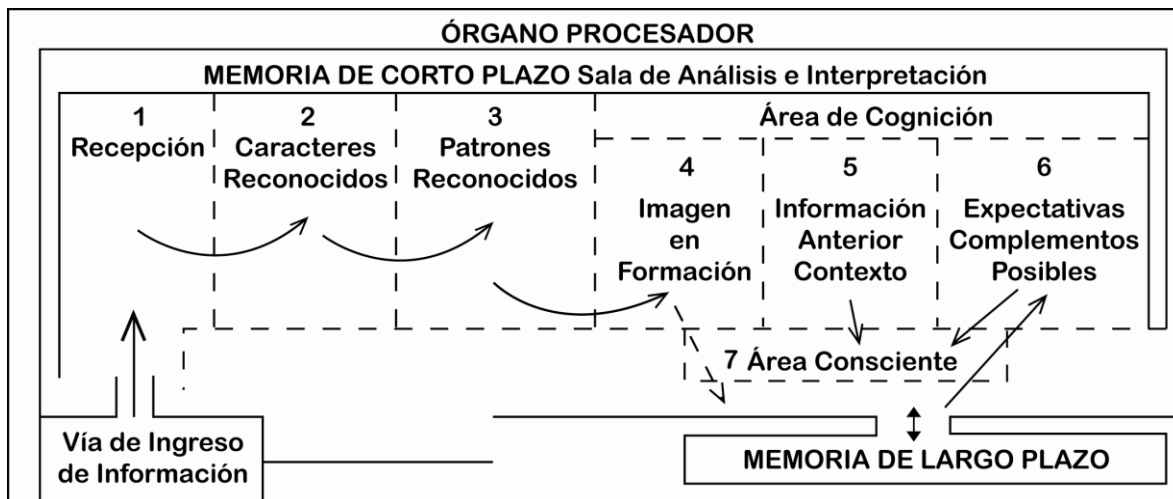 ÓRGANO PROCESADOR
MEMORIA DE CORTO PLAZO Sala de Análisis e Interpretación
1
Recepción
2
Caracteres
Reconocidos
3
Patrones
Reconocidos
Área de Cognición
4
Imagen
en
Formación
5
Información
Anterior
Contexto
6
Expectativas
Complementos
Posibles
7 Área Consciente
Vía de Ingreso
de Información
MEMORIA DE LARGO PLAZO